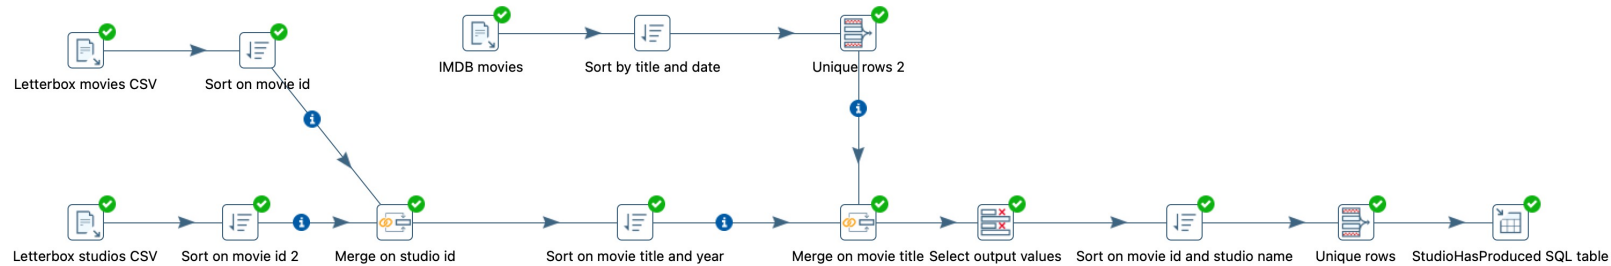 IMDB movies
Sort by title and date
Unique rows 2
Letterbox movies CSV
Sort on movie id
Letterbox studios CSV
Sort on movie id 2
Merge on studio id
Sort on movie title and year
Merge on movie title
Select output values
Sort on movie id and studio name
Unique rows
StudioHasProduced SQL table